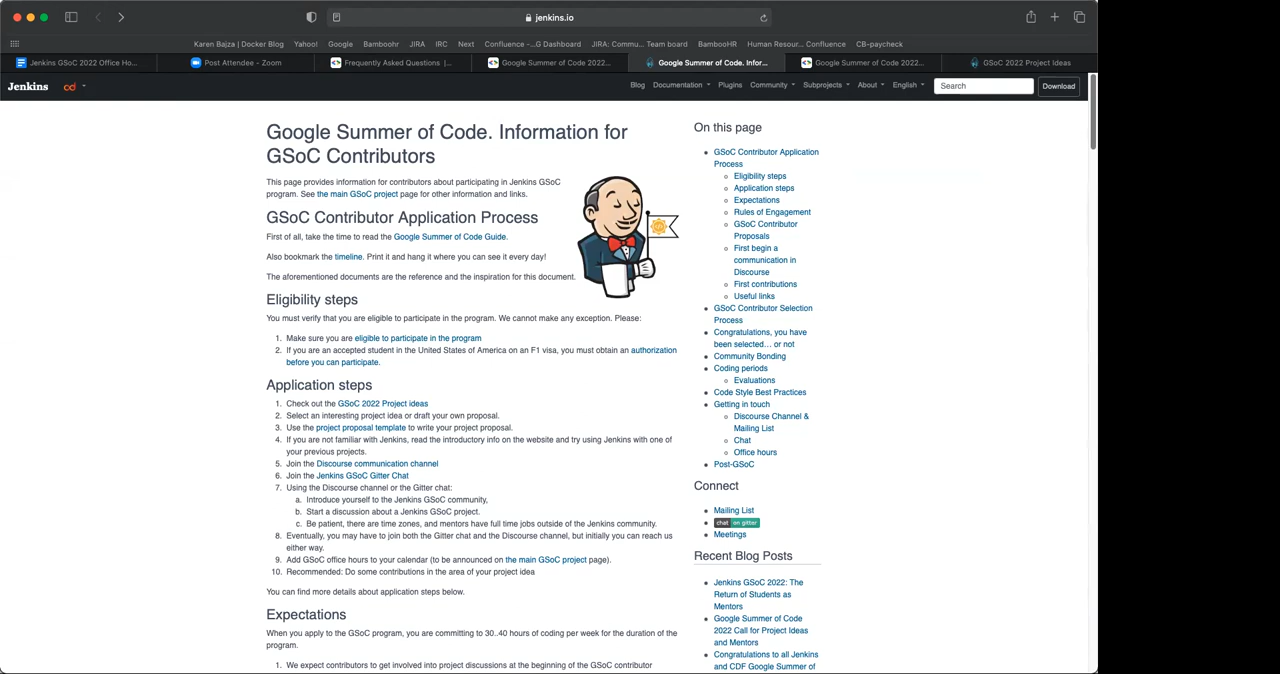 jenkins.io
Karen Bajza | Docker Blog Yahoo! Google Bamboohr JIRA IRC Next Confluence -...G Dashboard JIRA: Commu... Team board BambooHR Human Resour... Confluence CB-paycheck
Jenkins GSoC 2022 Office Ho... Post Attendee - Zoom Frequently Asked Questions |... Google Summer of Code 2022... Google Summer of Code. Infor... Google Summer of Code 2022... GSoC 2022 Project Ideas
Jenkins cd Blog Documentation Plugins Community Subprojects About English Search Download
Google Summer of Code. Information for
GSoC Contributors
This page provides information for contributors about participating in Jenkins GSoC
program. See the main GSoC project page for other information and links.
GSoC Contributor Application Process
First of all, take the time to read the Google Summer of Code Guide.
Also bookmark the timeline. Print it and hang it where you can see it every day!
The aforementioned documents are the reference and the inspiration for this document.
Eligibility steps
You must verify that you are eligible to participate in the program. We cannot make any exception. Please:
1. Make sure you are eligible to participate in the program
2. If you are an accepted student in the United States of America on an F1 visa, you must obtain an authorization
before you can participate.
Application steps
1. Check out the GSoC 2022 Project ideas
2. Select an interesting project idea or draft your own proposal.
3. Use the project proposal template to write your project proposal.
4. If you are not familiar with Jenkins, read the introductory info on the website and try using Jenkins with one of
your previous projects.
5. Join the Discourse communication channel
6. Join the Jenkins GSoC Gitter Chat
7. Using the Discourse channel or the Gitter chat:
a. Introduce yourself to the Jenkins GSoC community,
b. Start a discussion about a Jenkins GSoC project.
c. Be patient, there are time zones, and mentors have full time jobs outside of the Jenkins community.
8. Eventually, you may have to join both the Gitter chat and the Discourse channel, but initially you can reach us
either way.
9. Add GSoC office hours to your calendar (to be announced on the main GSoC project page).
10. Recommended: Do some contributions in the area of your project idea
You can find more details about application steps below.
Expectations
When you apply to the GSoC program, you are committing to 30..40 hours of coding per week for the duration of the
program.
1. We expect contributors to get involved into project discussions at the beginning of the GSoC contributor
On this page
GSoC Contributor Application
Process
Eligibility steps
Application steps
Expectations
Rules of Engagement
GSoC Contributor
Proposals
First begin a
communication in
Discourse
First contributions
Useful links
GSoC Contributor Selection
Process
Congratulations, you have
been selected... or not
Community Bonding
Coding periods
Evaluations
Code Style Best Practices
Getting in touch
Discourse Channel &
Mailing List
Chat
Office hours
Post-GSoC
Connect
Mailing List
chat on gitter
Meetings
Recent Blog Posts
Jenkins GSoC 2022: The
Return of Students as
Mentors
Google Summer of Code
2022 Call for Project Ideas
and Mentors
Congratulations to all Jenkins
and CDF Google Summer of